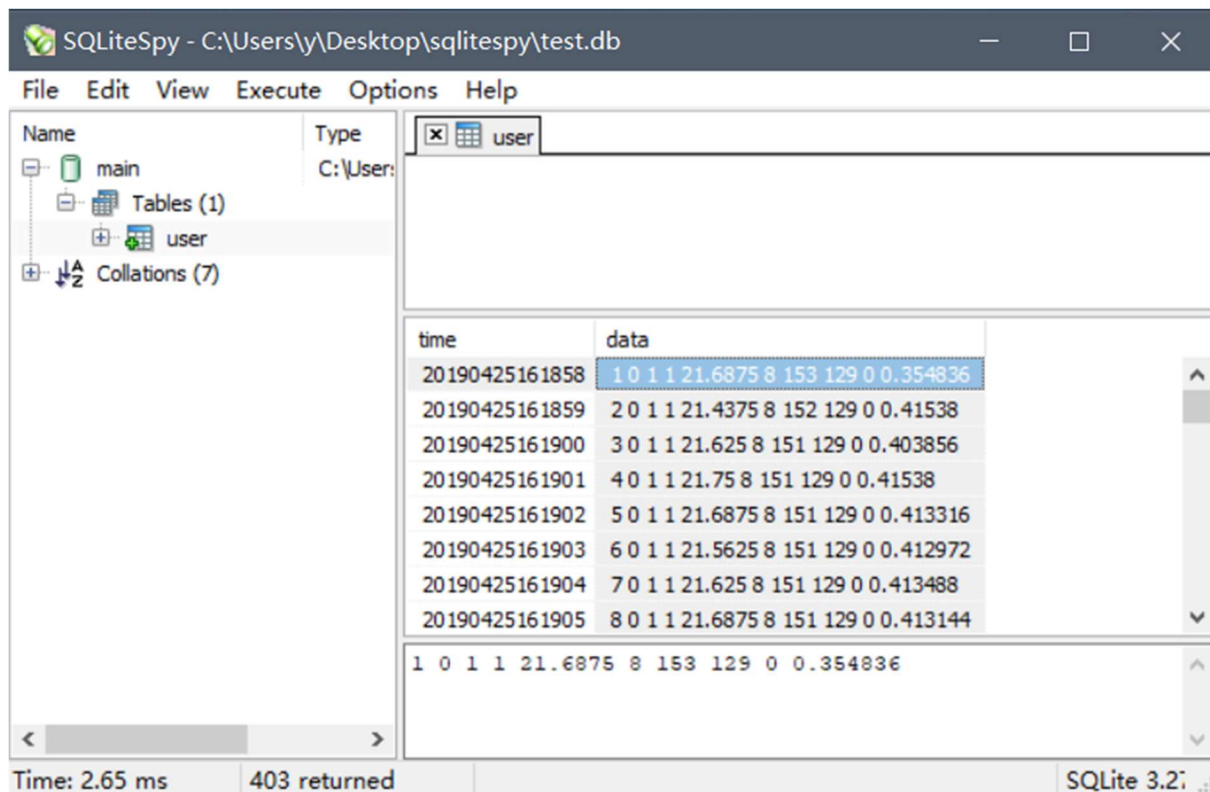 SQLiteSpy - C:\Users\y\Desktop\sqlitespy\test.db
File Edit View Execute Options Help
Name Type
main C:\User
Tables (1)
user
Collations (7)
user
time data
20190425161858 1 0 1 1 21.6875 8 153 129 0 0.354836
20190425161859 2 0 1 1 21.4375 8 152 129 0 0.41538
20190425161900 3 0 1 1 21.625 8 151 129 0 0.403856
20190425161901 4 0 1 1 21.75 8 151 129 0 0.41538
20190425161902 5 0 1 1 21.6875 8 151 129 0 0.413316
20190425161903 6 0 1 1 21.5625 8 151 129 0 0.412972
20190425161904 7 0 1 1 21.625 8 151 129 0 0.413488
20190425161905 8 0 1 1 21.6875 8 151 129 0 0.413144
1 0 1 1 21.6875 8 153 129 0 0.354836
Time: 2.65 ms 403 returned SQLite 3.2